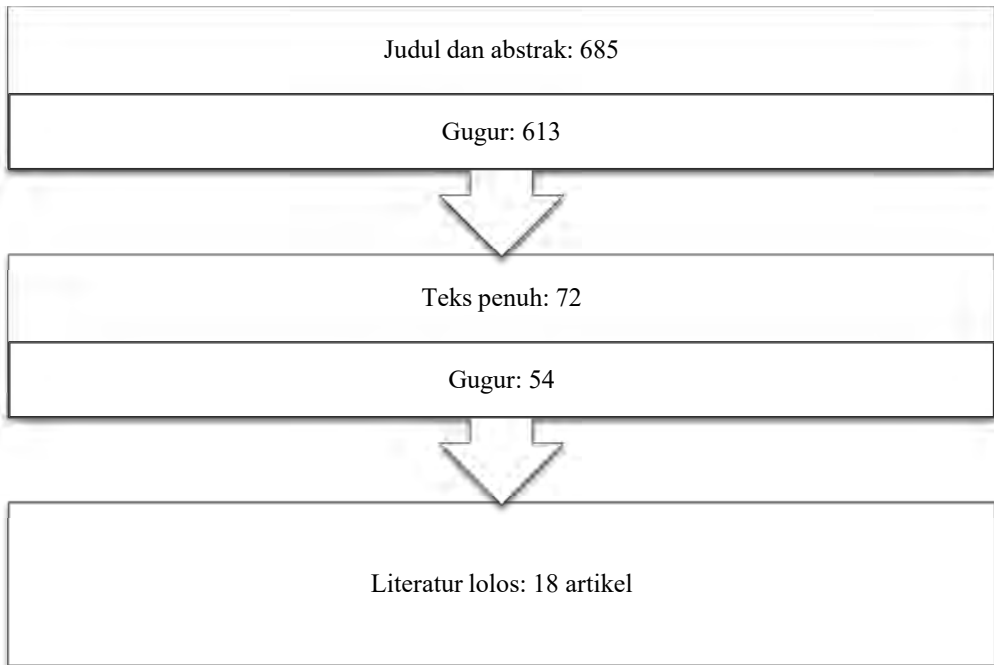 Judul dan abstrak: 685
Gugur: 613
Teks penuh: 72
Gugur: 54
Literatur lolos: 18 artikel